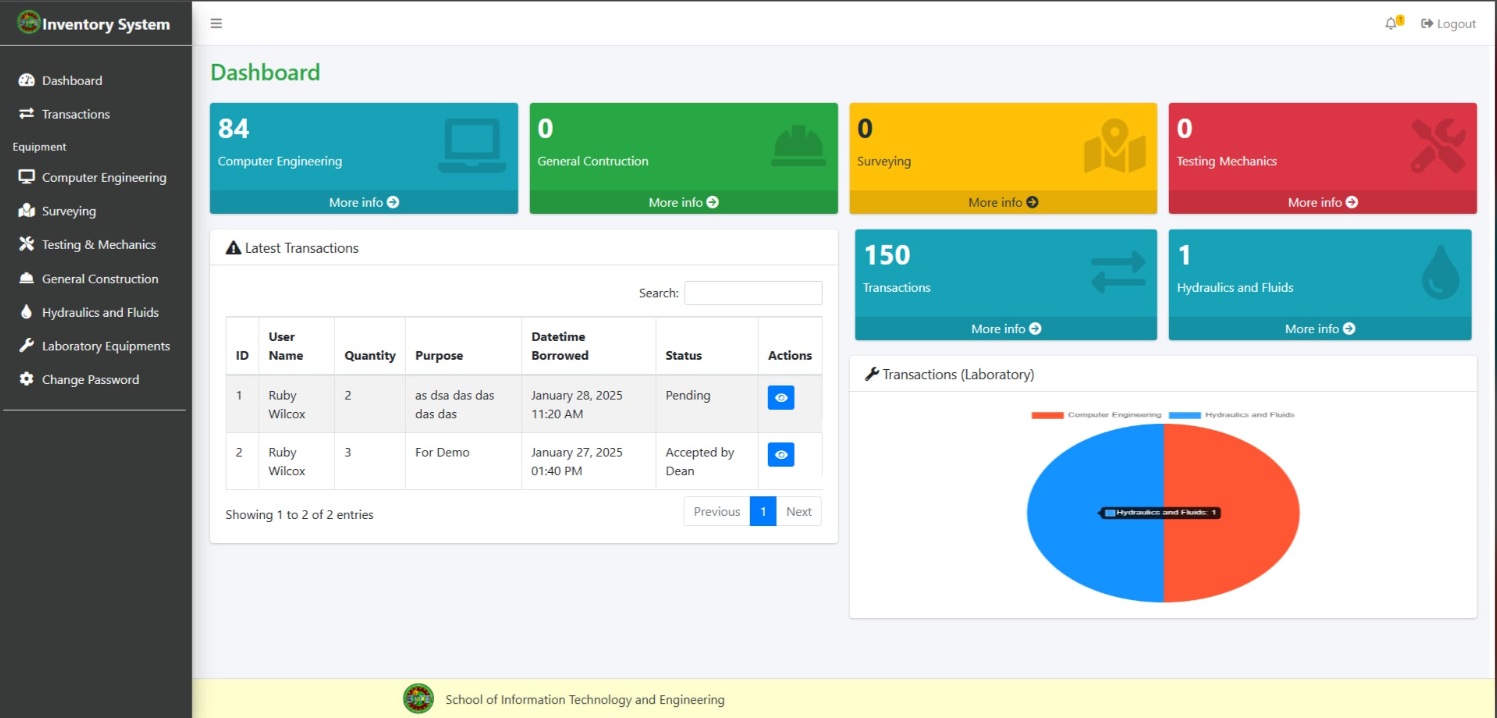 Inventory System
Logout
Dashboard
Transactions
Equipment
Computer Engineering
Surveying
Testing & Mechanics
General Construction
Hydraulics and Fluids
Laboratory Equipments
Change Password
Dashboard
84
Computer Engineering
More info
0
General Contruction
More info
0
Surveying
More info
0
Testing Mechanics
More info
Latest Transactions
Search:
ID User Name Quantity Purpose Datetime Borrowed Status Actions
1 Ruby Wilcox 2 as dsa das das das das January 28, 2025 11:20 AM Pending
2 Ruby Wilcox 3 For Demo January 27, 2025 01:40 PM Accepted by Dean
Showing 1 to 2 of 2 entries
Previous 1 Next
150
Transactions
More info
1
Hydraulics and Fluids
More info
Transactions (Laboratory)
Computer Engineering Hydraulics and Fluids
Hydraulics and Fluids: 1
School of Information Technology and Engineering